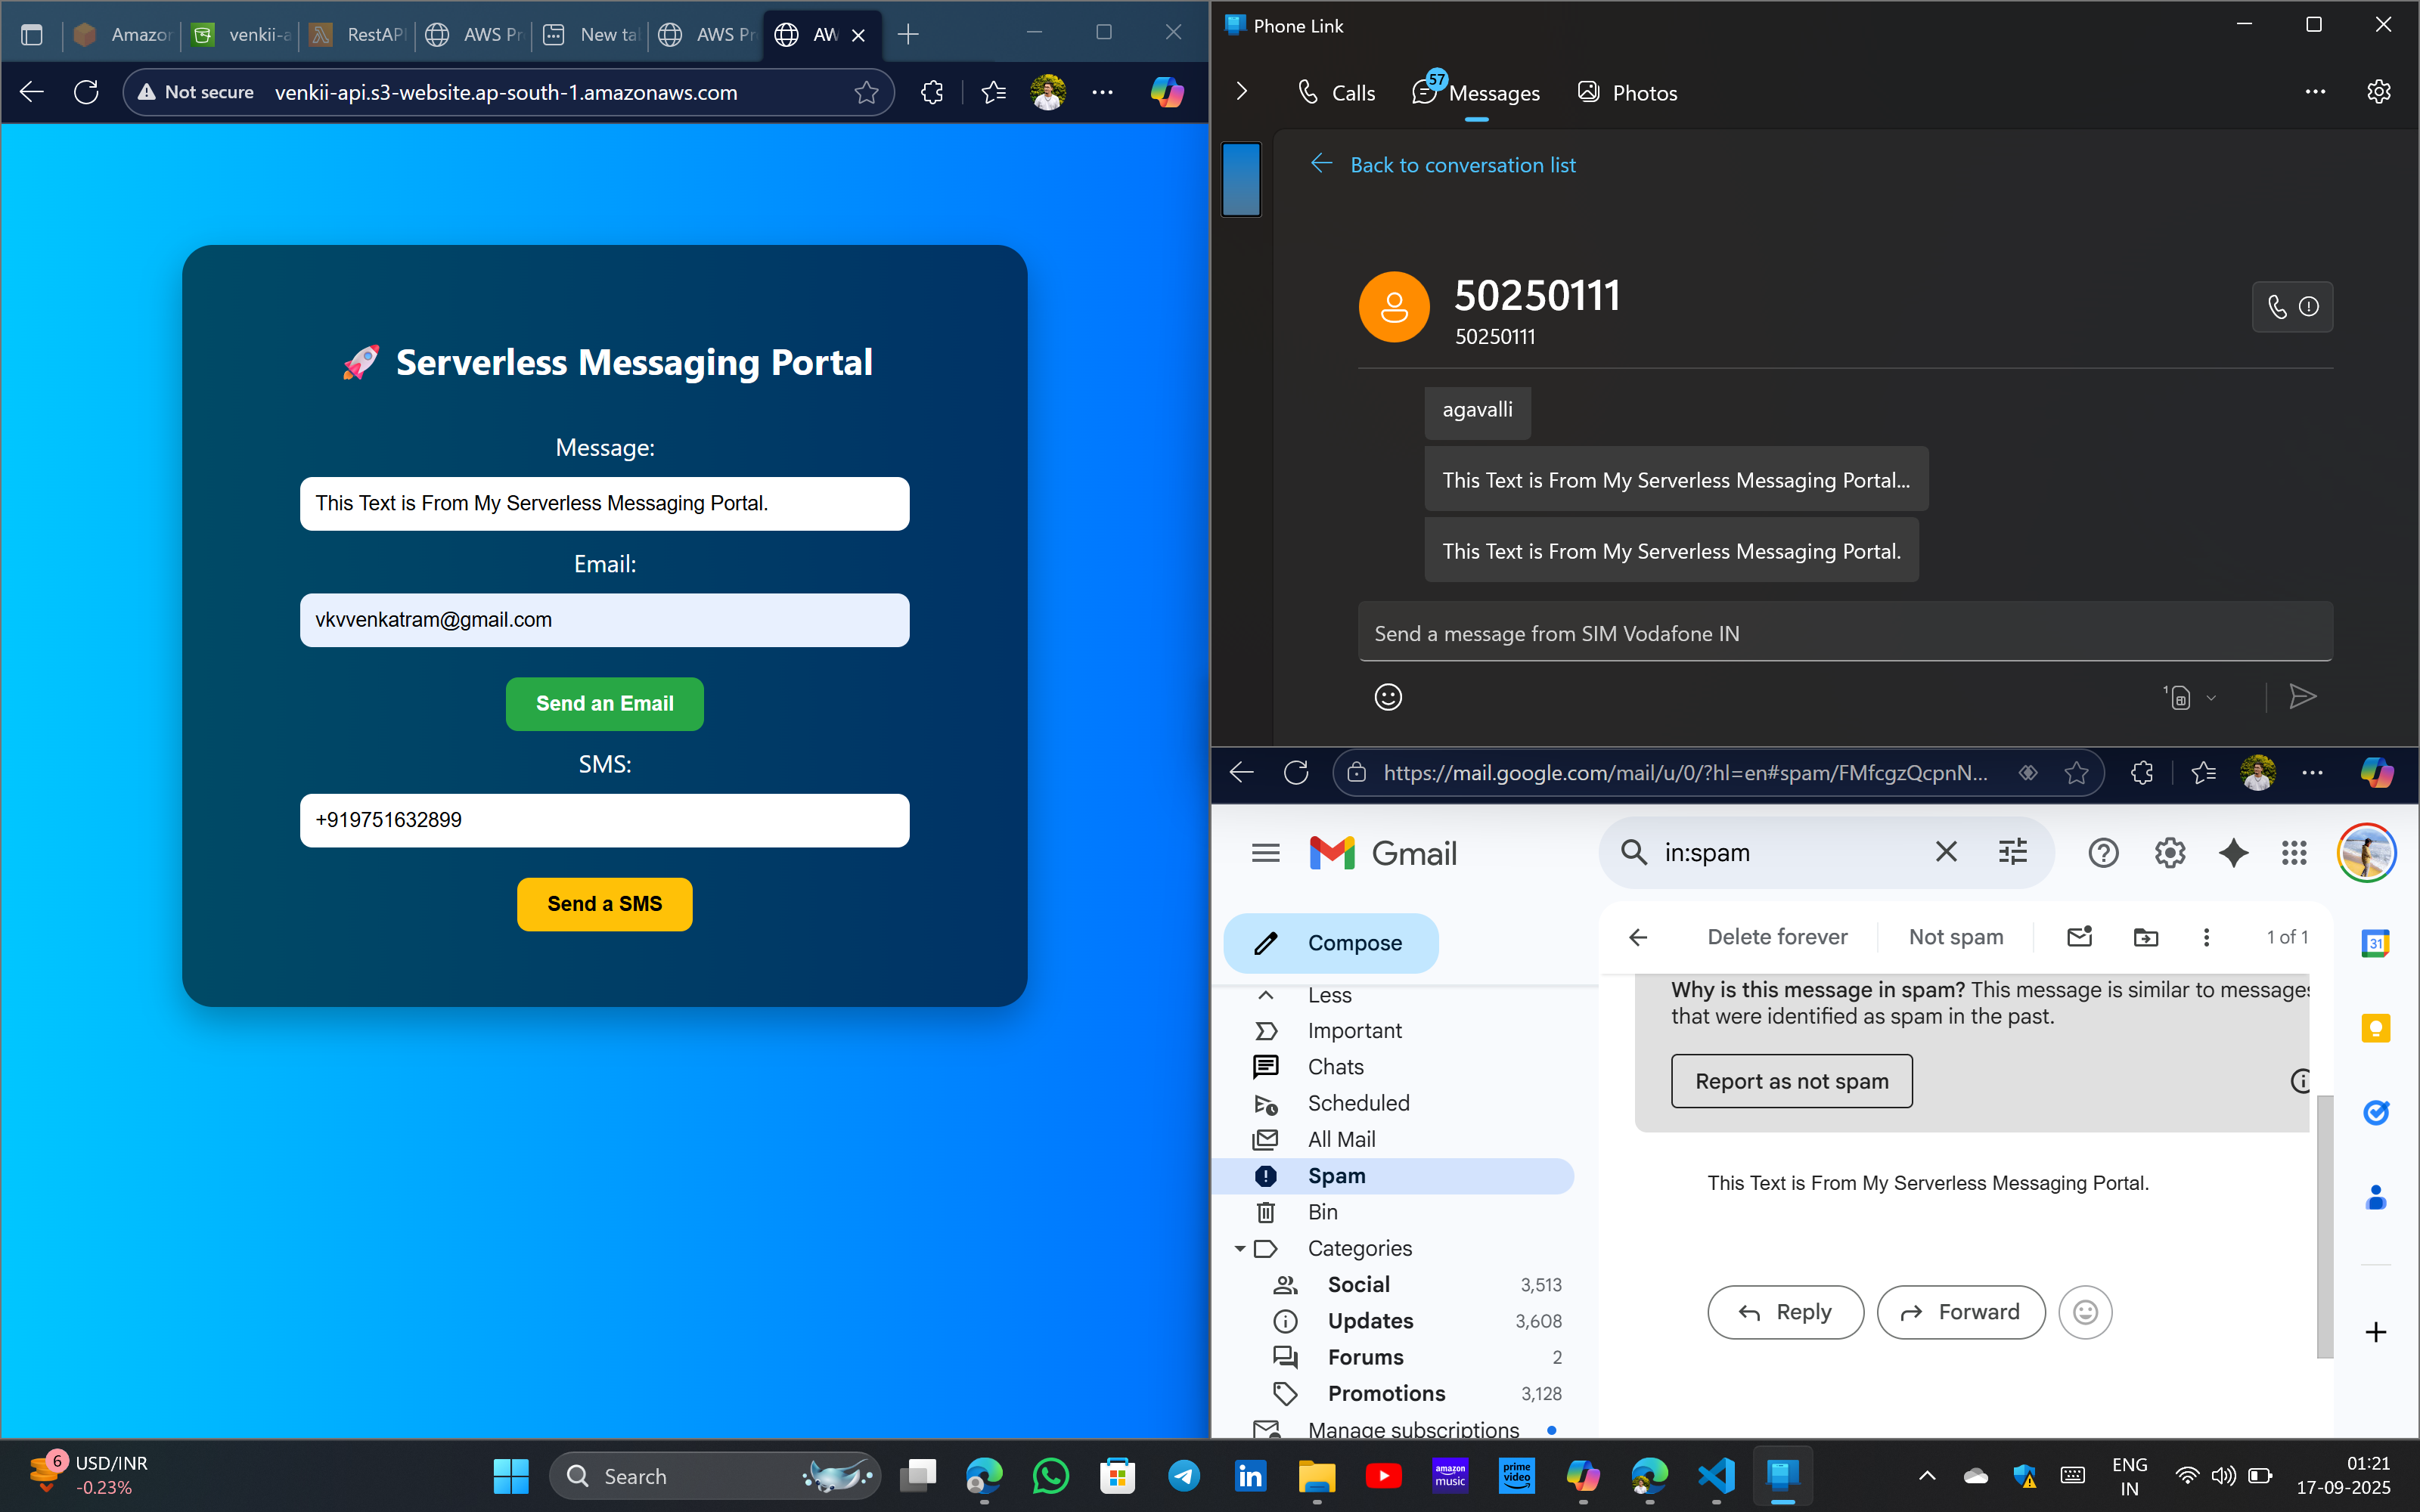 Amazon
venkii-a
RestAPI
AWS Pr
New ta
AWS Pr
AW
Not secure
venkii-api.s3-website.ap-south-1.amazonaws.com
🚀 Serverless Messaging Portal
Message:
This Text is From My Serverless Messaging Portal.
Email:
vkvvenkatram@gmail.com
Send an Email
SMS:
+919751632899
Send a SMS
Phone Link
Calls
57
Messages
Photos
Back to conversation list
50250111
50250111
agavalli
This Text is From My Serverless Messaging Portal...
This Text is From My Serverless Messaging Portal.
Send a message from SIM Vodafone IN
1
https://mail.google.com/mail/u/0/?hl=en#spam/FMfcgzQcpnN...
Gmail
in:spam
Compose
Delete forever
Not spam
1 of 1
31
Less
Important
Chats
Scheduled
All Mail
Spam
Bin
Categories
Social 3,513
Updates 3,608
Forums 2
Promotions 3,128
Manage subscriptions
Why is this message in spam? This message is similar to messages
that were identified as spam in the past.
Report as not spam
This Text is From My Serverless Messaging Portal.
Reply
Forward
6
USD/INR
-0.23%
Search
amazon
music
prime
video
ENG
IN
01:21
17-09-2025